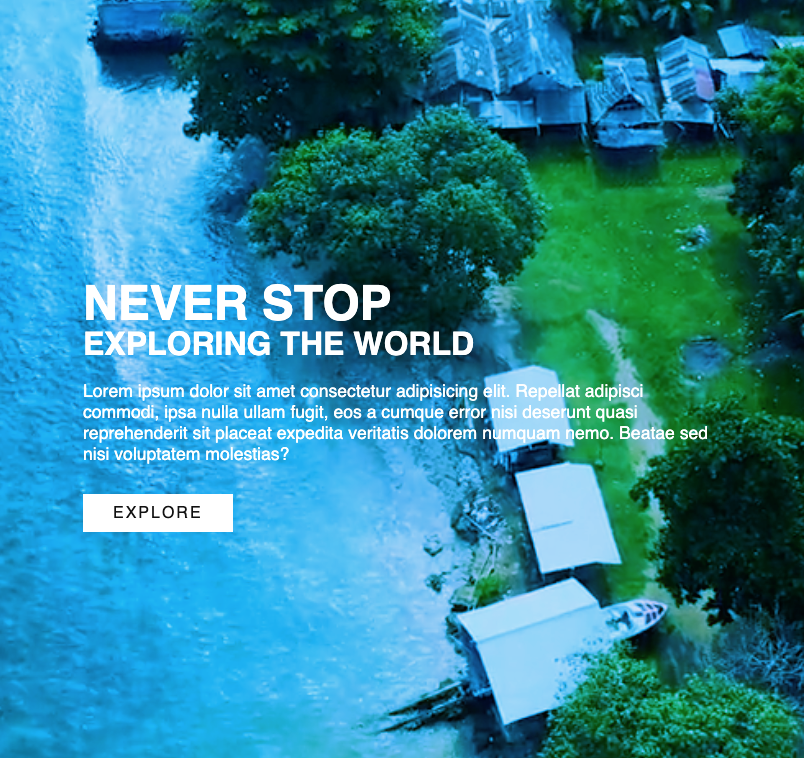 NEVER STOP
EXPLORING THE WORLD
Lorem ipsum dolor sit amet consectetur adipisicing elit. Repellat adipisci
commodi, ipsa nulla ullam fugit, eos a cumque error nisi deserunt quasi
reprehenderit sit placeat expedita veritatis dolorem numquam nemo. Beatae sed
nisi voluptatem molestias?
EXPLORE